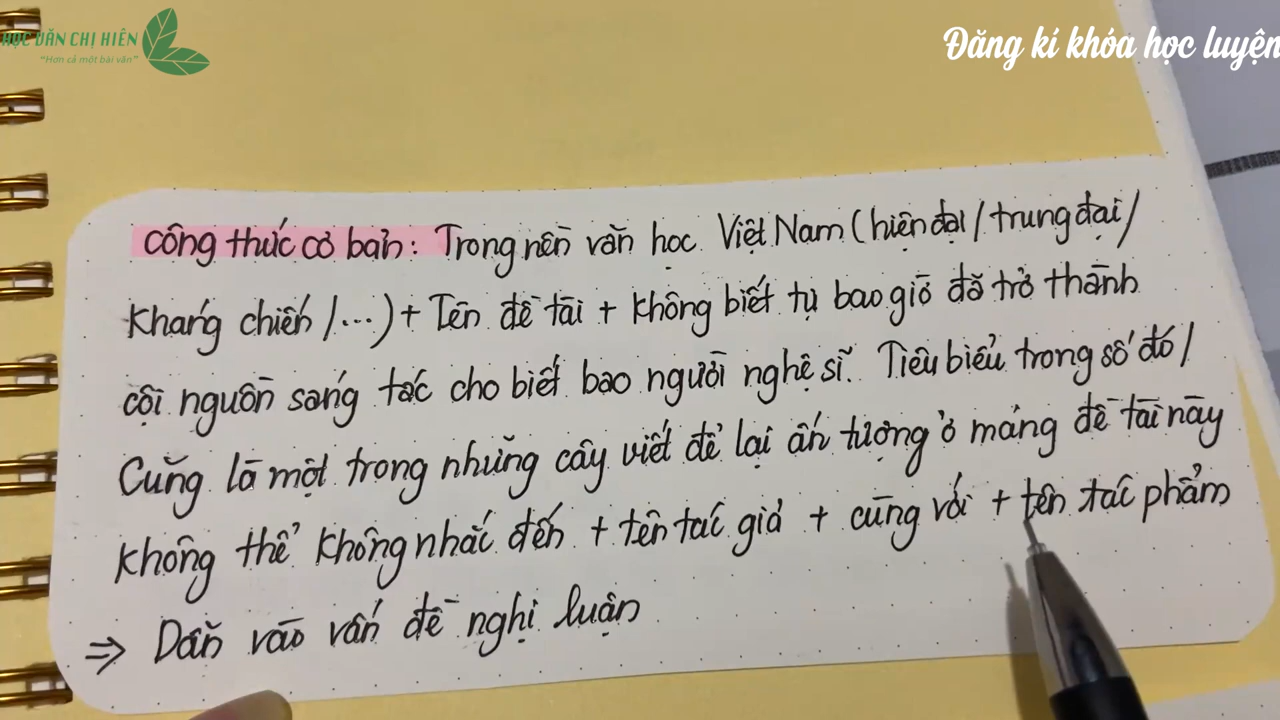 HỌC VĂN CHỊ HIÊN
"Hơn cả một bài văn"
Đăng kí khóa học luyện
Công thức cơ bản: Trong nền văn học Việt Nam (hiện đại / trung đại /
kháng chiến /...) + Tên đề tài + không biết tự bao giờ đã trở thành
cội nguồn sáng tác cho biết bao người nghệ sĩ. Tiêu biểu trong số đó /
Cũng là một trong những cây viết để lại ấn tượng ở mảng đề tài này
không thể không nhắc đến + tên tác giả + cùng với + tên tác phẩm
⇒ Dẫn vào vấn đề nghị luận